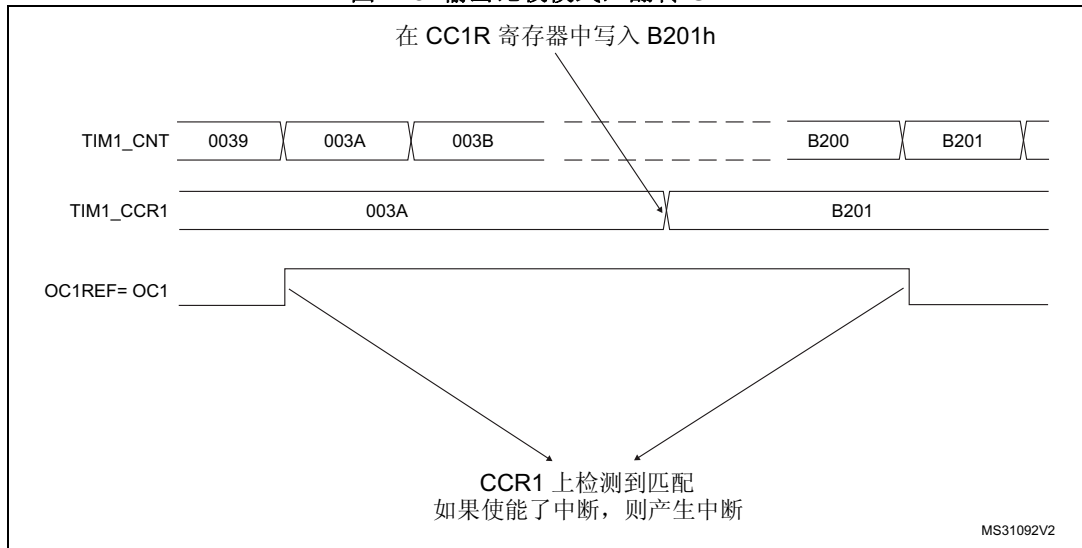 在 CC1R 寄存器中写入 B201h
TIM1_CNT 0039 003A 003B B200 B201
TIM1_CCR1 003A B201
OC1REF= OC1
CCR1 上检测到匹配
如果使能了中断，则产生中断
MS31092V2